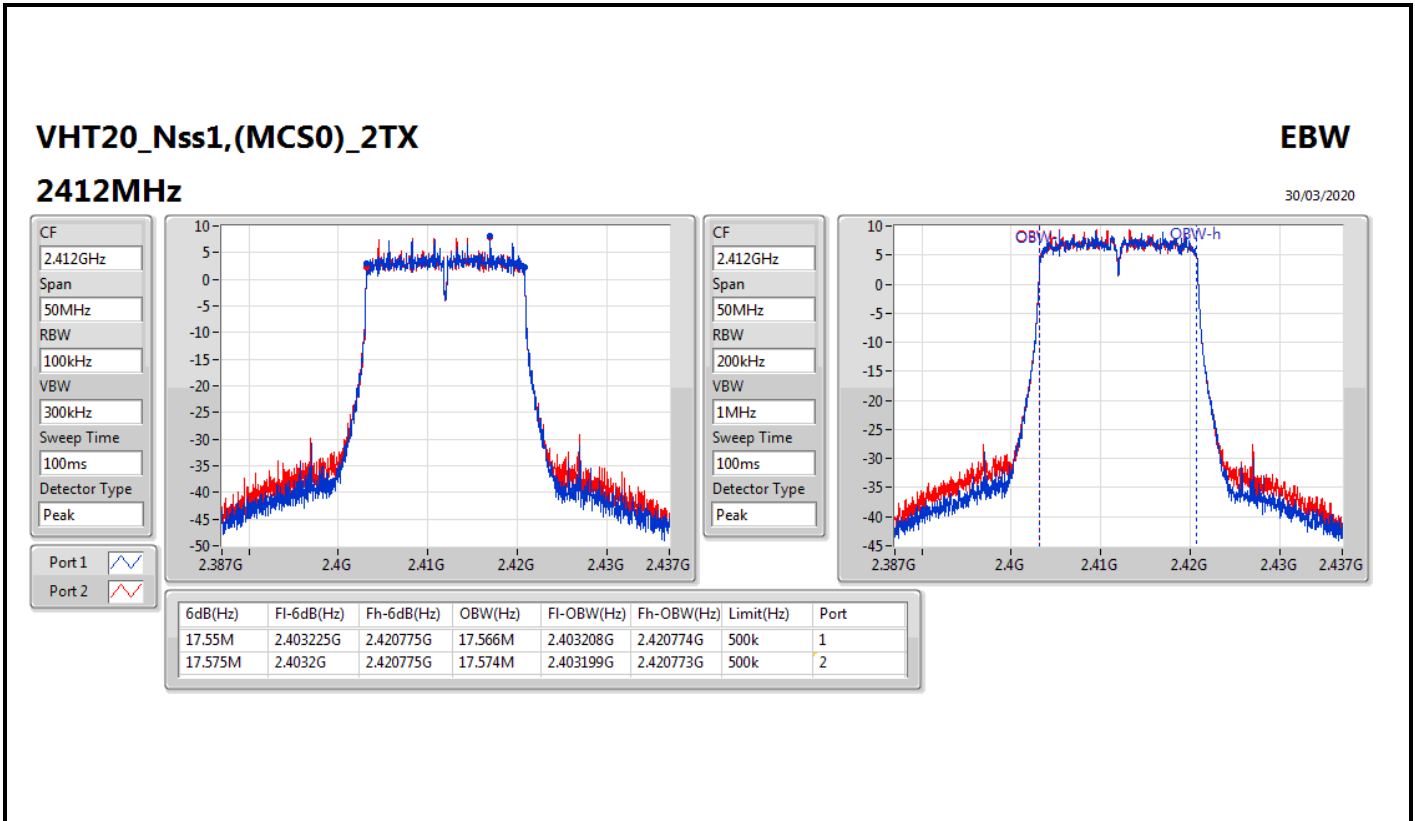 VHT20_Nss1,(MCS0)_2TX EBW
2412MHz 30/03/2020
CF
2.412GHz
Span
50MHz
RBW
100kHz
VBW
300kHz
Sweep Time
100ms
Detector Type
Peak
Port 1
Port 2
10
5
0
-5
-10
-15
-20
-25
-30
-35
-40
-45
-50
2.387G 2.4G 2.41G 2.42G 2.43G 2.437G
CF
2.412GHz
Span
50MHz
RBW
200kHz
VBW
1MHz
Sweep Time
100ms
Detector Type
Peak
OBW- OBW-h
10
5
0
-5
-10
-15
-20
-25
-30
-35
-40
-45
2.387G 2.4G 2.41G 2.42G 2.43G 2.437G
6dB(Hz) Fl-6dB(Hz) Fh-6dB(Hz) OBW(Hz) Fl-OBW(Hz) Fh-OBW(Hz) Limit(Hz) Port
17.55M 2.403225G 2.420775G 17.566M 2.403208G 2.420774G 500k 1
17.575M 2.4032G 2.420775G 17.574M 2.403199G 2.420773G 500k 2